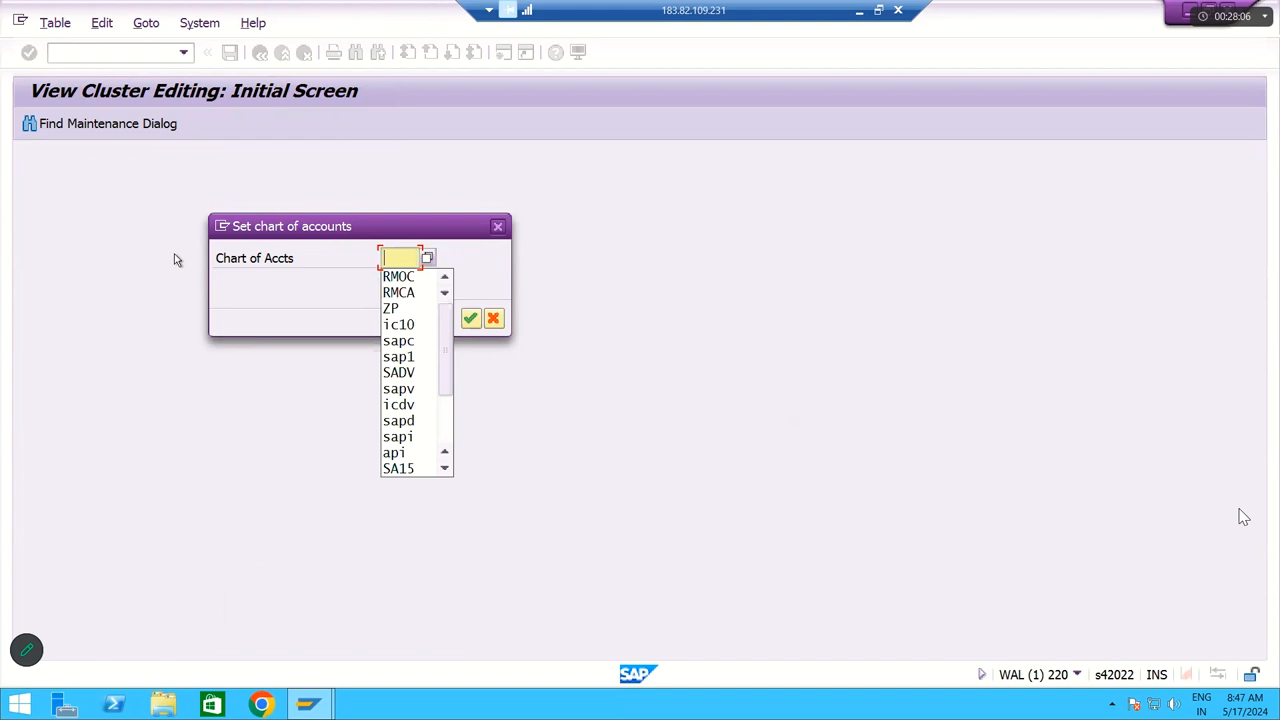 183.82.109.231
00:28:06
Table Edit Goto System Help
View Cluster Editing: Initial Screen
Find Maintenance Dialog
Set chart of accounts
Chart of Accts
RMOC
RMCA
ZP
ic10
sapc
sap1
SADV
sapv
icdv
sapd
sapi
api
SA15
SAP
WAL (1) 220 s42022 INS
ENG 8:47 AM
IN 5/17/2024